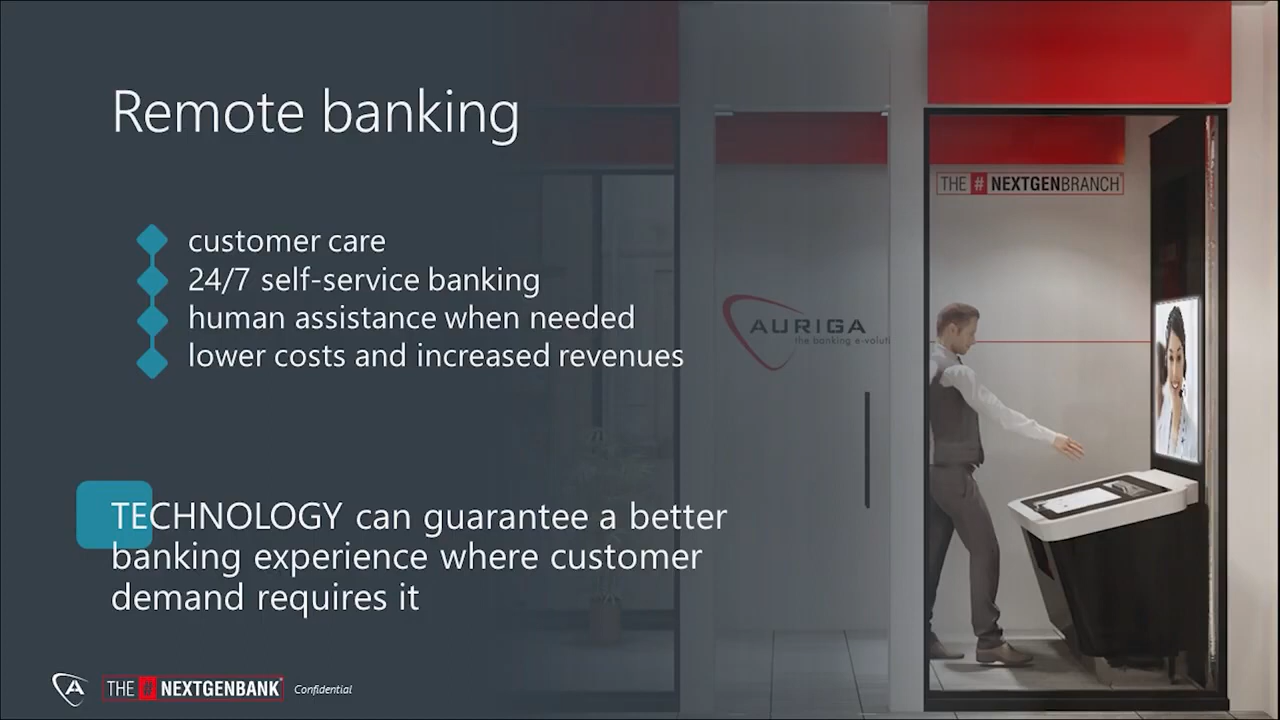 Remote banking
customer care
24/7 self-service banking
human assistance when needed
lower costs and increased revenues
TECHNOLOGY can guarantee a better
banking experience where customer
demand requires it
THE # NEXTGENBRANCH
AURIGA
the banking e-voluti
THE # NEXTGENBANK
Confidential